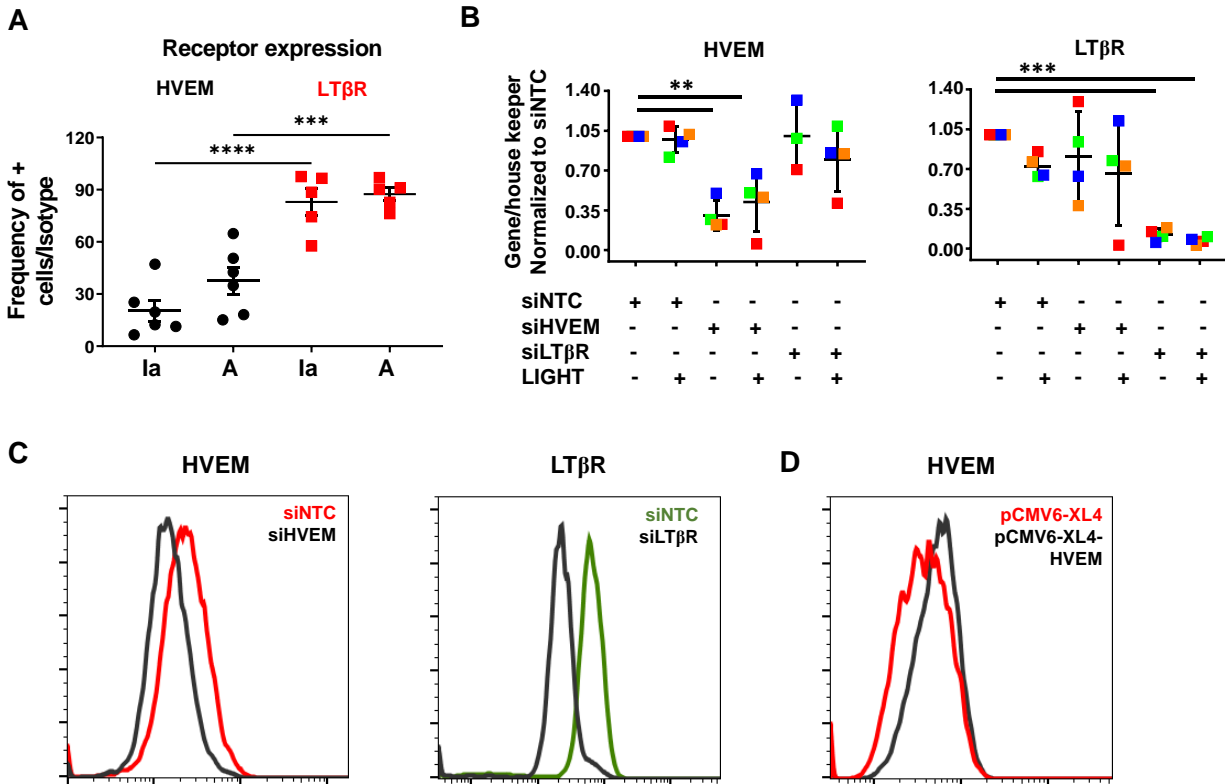 A
Receptor expression
HVEM LTβR
Frequency of +
cells/Isotype
120
90
60
30
0
****
***
Ia A Ia A
B
HVEM
Gene/house keeper
Normalized to siNTC
1.40
1.05
0.70
0.35
0.00
**
siNTC + + - - - -
siHVEM - - + + - -
siLTβR - - - - + +
LIGHT - + - + - +
LTβR
1.40
1.05
0.70
0.35
0.00
***
+ + - - - -
- - + + - -
- - - - + +
- + - + - +
C
HVEM
siNTC
siHVEM
LTβR
siNTC
siLTβR
D
HVEM
pCMV6-XL4
pCMV6-XL4-
HVEM